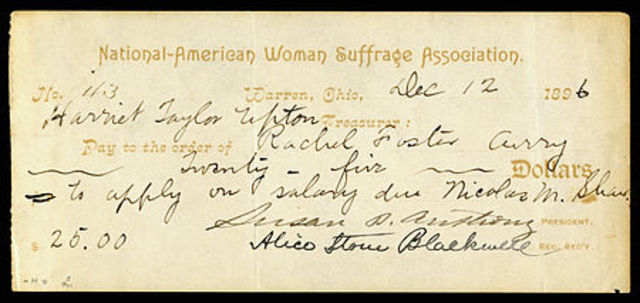 National-American Woman Suffrage Association.
No. 113 Warren, Ohio, Dec 12 1896
Harriet Taylor Upton Treasurer:
Pay to the order of Rachel Foster Avery
Twenty-five Dollars
to apply on salary due Nicolas M. Shaw
Susan B. Anthony PRESIDENT.
$ 25.00 Alice Stone Blackwell REC. SEC'Y.